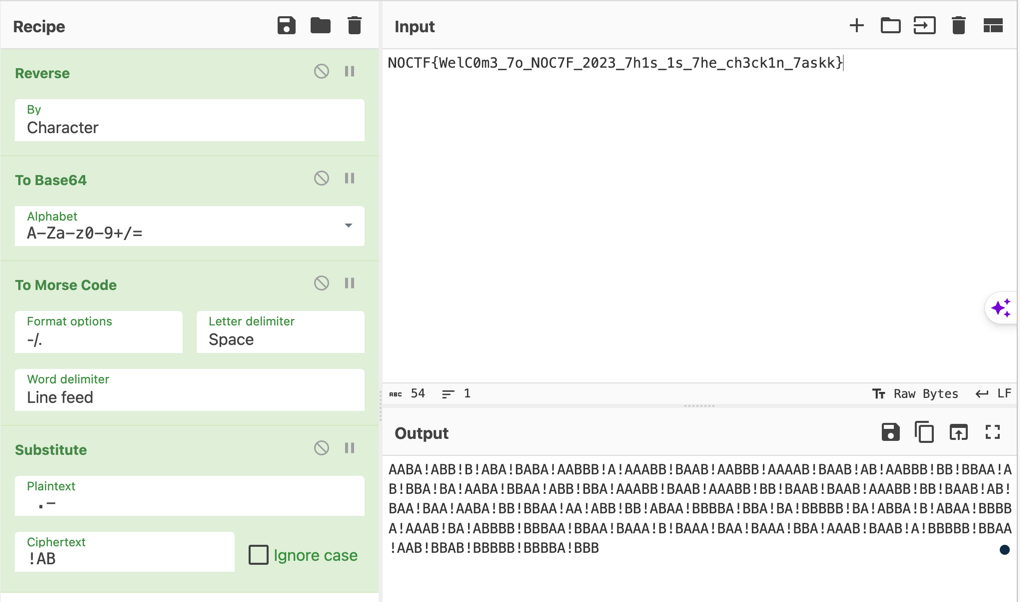 Recipe
Reverse
By
Character
To Base64
Alphabet
A-Za-z0-9+/=
To Morse Code
Format options
-/.
Letter delimiter
Space
Word delimiter
Line feed
Substitute
Plaintext
.-
Ciphertext
!AB
Ignore case
Input
NOCTF{WelC0m3_7o_NOC7F_2023_7h1s_1s_7he_ch3ck1n_7askk}
ABC 54 1
Tт Raw Bytes LF
Output
AABA!ABB!B!ABA!BABA!AABBB!A!AAABB!BAAB!AABBB!AAAAB!BAAB!AB!AABBB!BB!BBAA!A
B!BBA!BA!AABA!BBAA!ABB!BBA!AAABB!BAAB!AAABB!BB!BAAB!BAAB!AAABB!BB!BAAB!AB!
BAA!BAA!AABA!BB!BBAA!AA!ABB!BB!ABAA!BBBBA!BBA!BA!BBBBB!BA!ABBA!B!ABAA!BBBB
A!AAAB!BA!ABBBB!BBBAA!BBAA!BAAA!B!BAAA!BAA!BAAA!BBA!AAAB!BAAB!A!BBBBB!BBAA
!AAB!BBAB!BBBBB!BBBBA!BBB